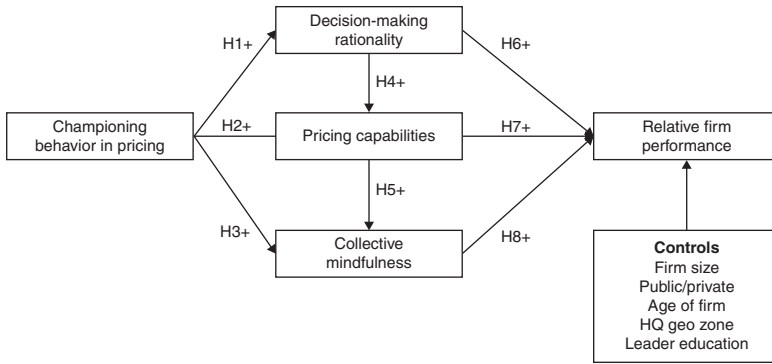 Decision-making
rationality
H1+
H6+
H4+
Championing
behavior in pricing
H2+
Pricing capabilities
H7+
Relative firm
performance
H5+
H3+
H8+
Collective
mindfulness
Controls
Firm size
Public/private
Age of firm
HQ geo zone
Leader education